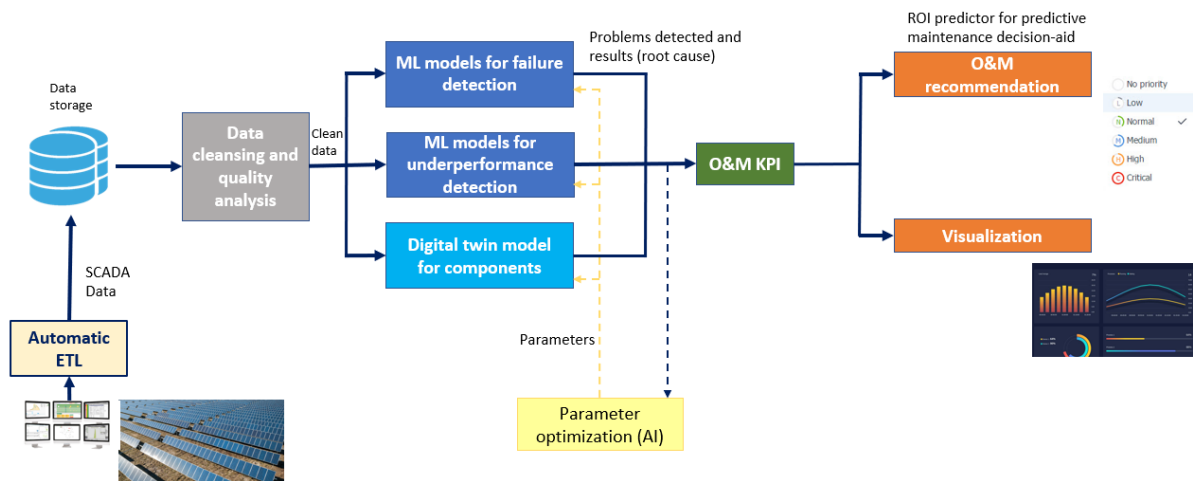 ROI predictor for predictive
maintenance decision-aid
Problems detected and
results (root cause)
ML models for failure
detection
O&M
recommendation
Data
storage
No priority
L Low
N Normal
M Medium
H High
C Critical
Data
cleansing and
quality
analysis
Clean
data
ML models for
underperformance
detection
O&M KPI
Digital twin model
for components
Visualization
SCADA
Data
Automatic
ETL
Parameters
Parameter
optimization (AI)